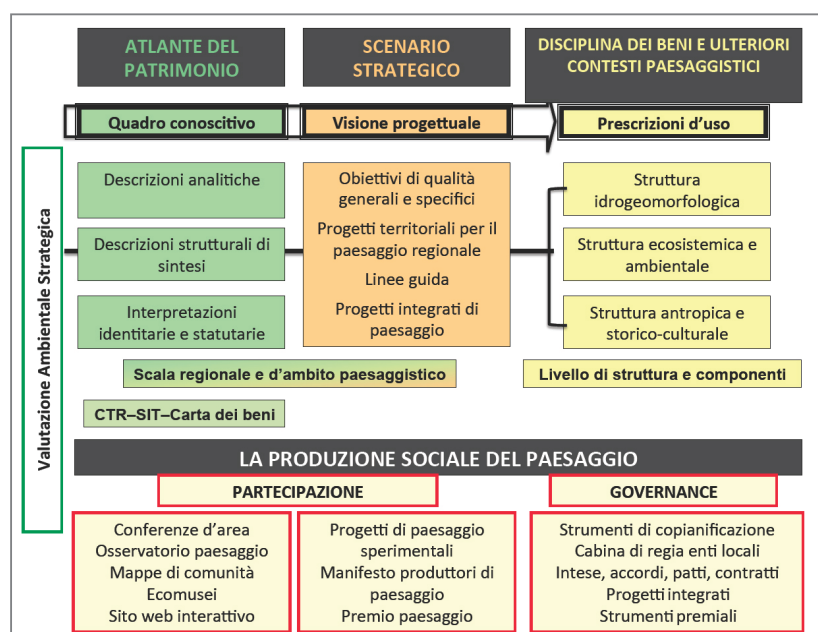 ATLANTE DEL
PATRIMONIO
SCENARIO
STRATEGICO
DISCIPLINA DEI BENI E ULTERIORI
CONTESTI PAESAGGISTICI
Quadro conoscitivo
Visione progettuale
Prescrizioni d’uso
Valutazione Ambientale Strategica
Descrizioni analitiche
Descrizioni strutturali di
sintesi
Interpretazioni
identitarie e statutarie
Obiettivi di qualità
generali e specifici
Progetti territoriali per il
paesaggio regionale
Linee guida
Progetti integrati di
paesaggio
Struttura
idrogeomorfologica
Struttura ecosistemica e
ambientale
Struttura antropica e
storico-culturale
Scala regionale e d’ambito paesaggistico
Livello di struttura e componenti
CTR–SIT–Carta dei beni
LA PRODUZIONE SOCIALE DEL PAESAGGIO
PARTECIPAZIONE
GOVERNANCE
Conferenze d’area
Osservatorio paesaggio
Mappe di comunità
Ecomusei
Sito web interattivo
Progetti di paesaggio
sperimentali
Manifesto produttori di
paesaggio
Premio paesaggio
Strumenti di copianificazione
Cabina di regia enti locali
Intese, accordi, patti, contratti
Progetti integrati
Strumenti premiali